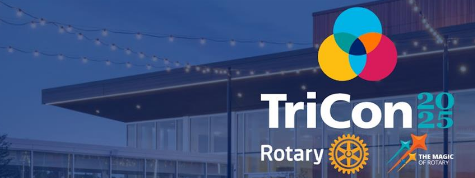 TriCon 2025
Rotary
THE MAGIC
OF ROTARY